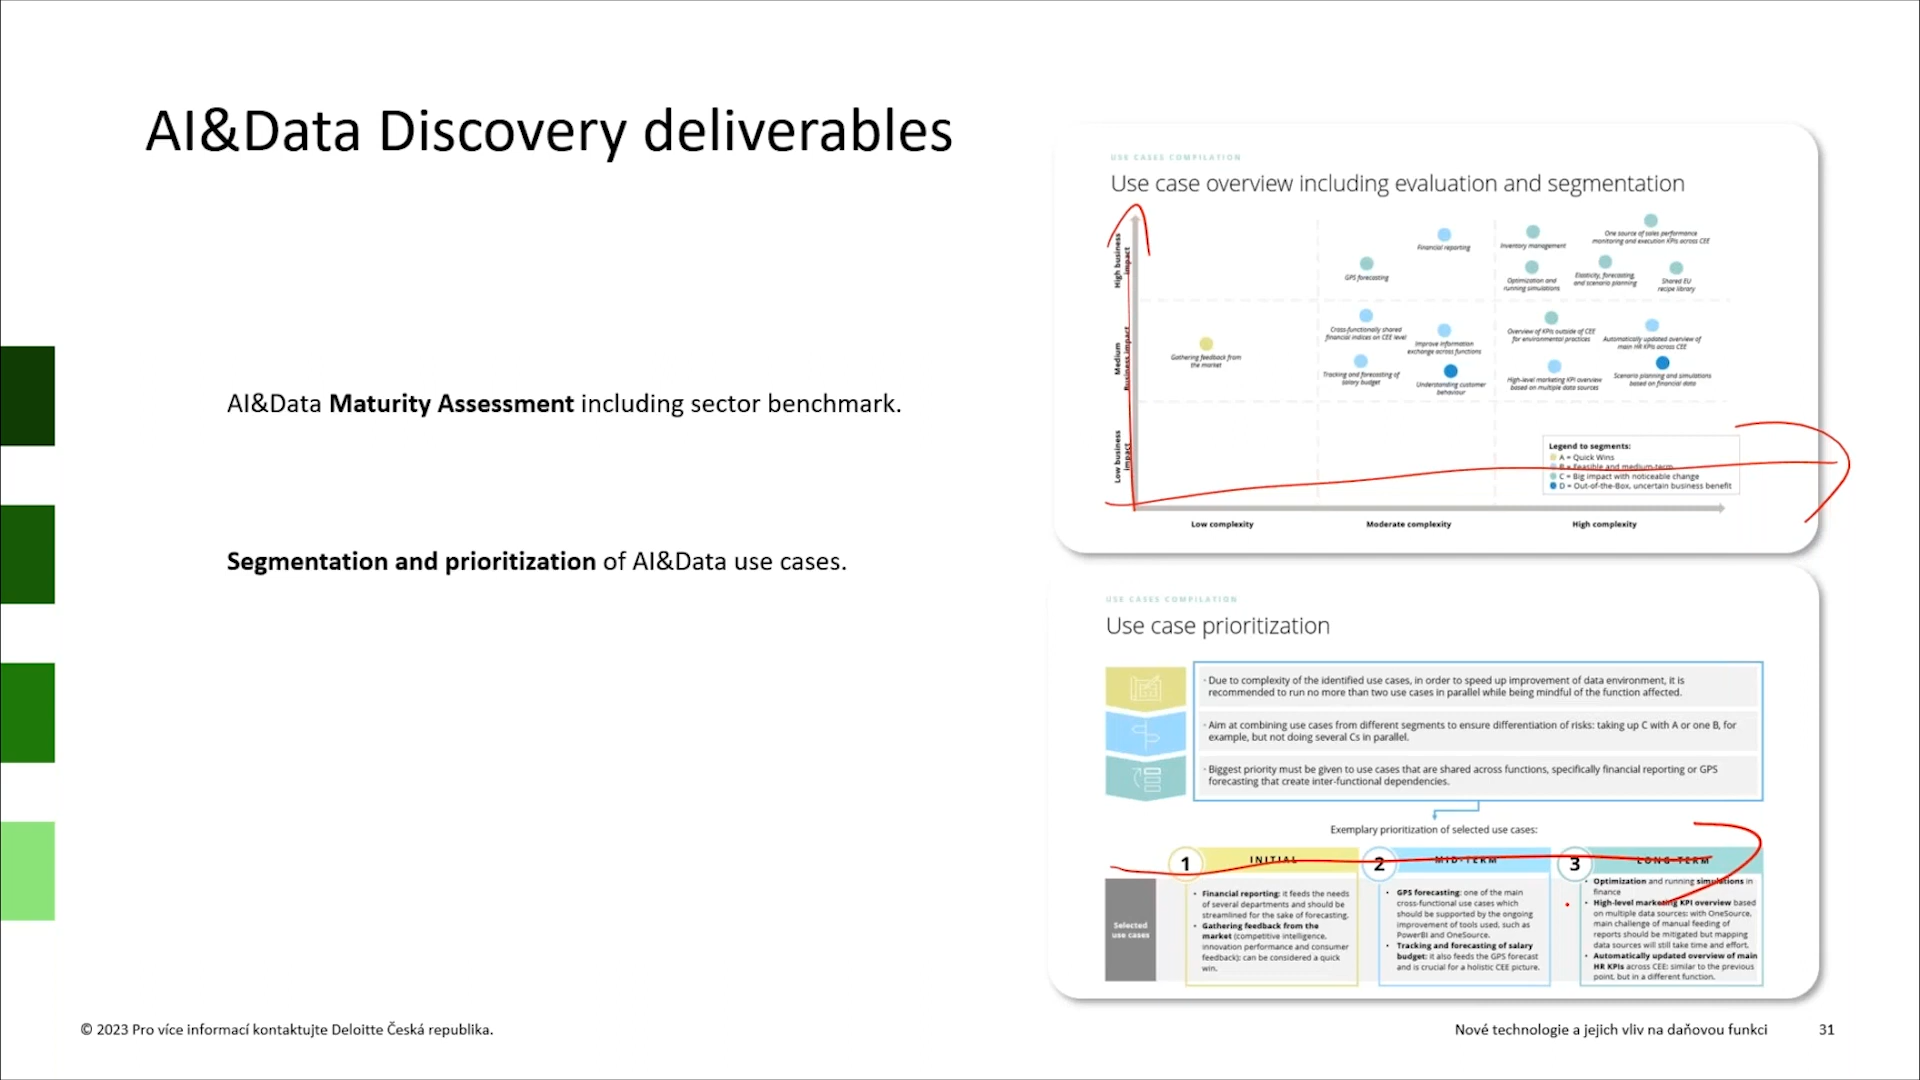 AI&Data Discovery deliverables
AI&Data Maturity Assessment including sector benchmark.
Segmentation and prioritization of AI&Data use cases.
USE CASES COMPILATION
Use case overview including evaluation and segmentation
High business
impact
Medium
Business impact
Low business
impact
Financial reporting
GPS forecasting
Inventory management
One source of sales performance
monitoring and execution KPIs across CEE
Optimization and
running simulations
Elasticity, forecasting,
and scenario planning
Shared EU
recipe library
Gathering feedback from
the market
Cross-functionally shared
financial indices on CEE level
Improve information
exchange across functions
Tracking and forecasting of
salary budget
Understanding customer
behaviour
Overview of KPIs outside of CEE
for environmental practices
Automatically updated overview of
main HR KPIs across CEE
High-level marketing KPI overview
based on multiple data sources
Scenario planning and simulations
based on financial data
Legend to segments:
A = Quick Wins
B = Feasible and medium-term
C = Big impact with noticeable change
D = Out-of-the-Box, uncertain business benefit
Low complexity
Moderate complexity
High complexity
USE CASES COMPILATION
Use case prioritization
· Due to complexity of the identified use cases, in order to speed up improvement of data environment, it is
recommended to run no more than two use cases in parallel while being mindful of the function affected.
· Aim at combining use cases from different segments to ensure differentiation of risks: taking up C with A or one B, for
example, but not doing several Cs in parallel.
· Biggest priority must be given to use cases that are shared across functions, specifically financial reporting or GPS
forecasting that create inter-functional dependencies.
Exemplary prioritization of selected use cases:
1 INITIAL
2 MID-TERM
3 LONG-TERM
Selected
use cases
• Financial reporting: it feeds the needs
of several departments and should be
streamlined for the sake of forecasting.
• Gathering feedback from the
market (competitive intelligence,
innovation performance and consumer
feedback): can be considered a quick
win.
• GPS forecasting: one of the main
cross-functional use cases which
should be supported by the ongoing
improvement of tools used, such as
PowerBI and OneSource.
• Tracking and forecasting of salary
budget: it also feeds the GPS forecast
and is crucial for a holistic CEE picture.
• Optimization and running simulations in
finance
• High-level marketing KPI overview based
on multiple data sources: with OneSource,
main challenge of manual feeding of
reports should be mitigated but mapping
data sources will still take time and effort.
• Automatically updated overview of main
HR KPIs across CEE: similar to the previous
point, but in a different function.
© 2023 Pro více informací kontaktujte Deloitte Česká republika.
Nové technologie a jejich vliv na daňovou funkci
31